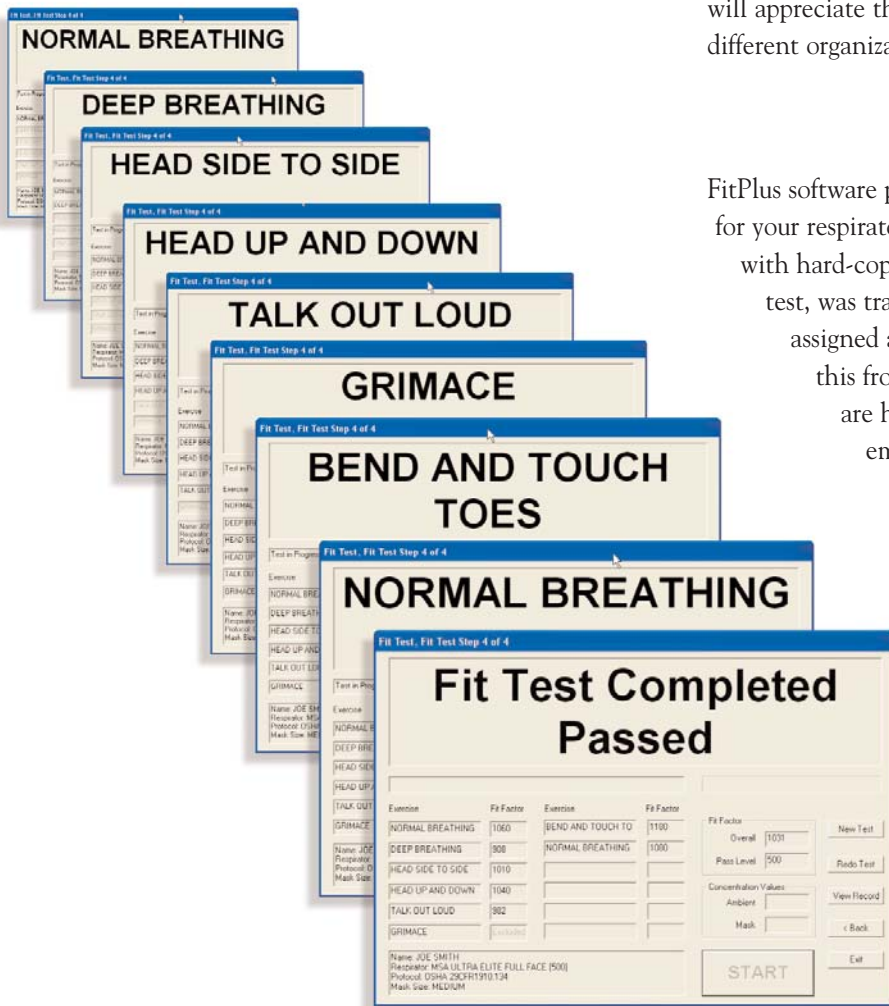 will appreciate th
different organiza
FitPlus software p
for your respirato
with hard-cop
test, was tra
assigned a
this fro
are h
em
Fit Test, Fit Test Step 4 of 4
NORMAL BREATHING
Fit Test, Fit Test Step 4 of 4
DEEP BREATHING
Fit Test, Fit Test Step 4 of 4
HEAD SIDE TO SIDE
Fit Test, Fit Test Step 4 of 4
HEAD UP AND DOWN
Fit Test, Fit Test Step 4 of 4
TALK OUT LOUD
Fit Test, Fit Test Step 4 of 4
GRIMACE
Fit Test, Fit Test Step 4 of 4
BEND AND TOUCH
TOES
Fit Test, Fit Test Step 4 of 4
NORMAL BREATHING
Fit Test, Fit Test Step 4 of 4
Fit Test Completed
Passed
Exercise Fit Factor Exercise Fit Factor
NORMAL BREATHING 1060 BEND AND TOUCH TO 1180
DEEP BREATHING NORMAL BREATHING 1080
HEAD SIDE TO SIDE 1010
HEAD UP AND DOWN 1040
TALK OUT LOUD 982
GRIMACE Excluded
Fit Factor
Overall 1031
Pass Level 500
Concentration Values
Ambient
Mask
New Test
Redo Test
View Record
< Back
Exit
START
Name: JOE SMITH
Respirator: MSA ULTRA ELITE FULL FACE [500]
Protocol: OSHA 29CFR1910.134
Mask Size: MEDIUM